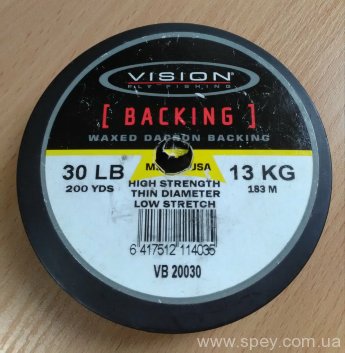 VISION®
FLY FISHING
[ BACKING ]
WAXED DACRON BACKING
30 LB
200 YDS
USA
HIGH STRENGTH
THIN DIAMETER
LOW STRETCH
13 KG
183 M
6 417512 114035
VB 20030
www.spey.com.ua